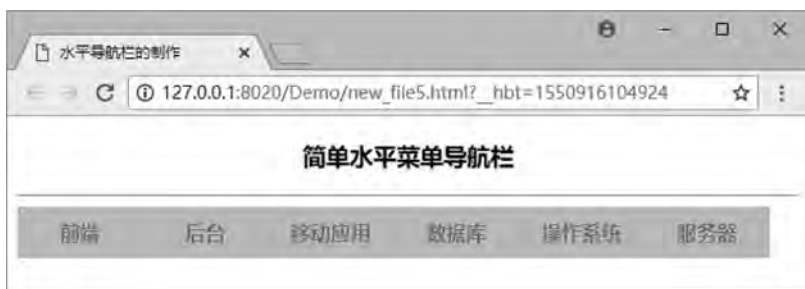 水平导航栏的制作
127.0.0.1:8020/Demo/new_file5.html?__hbt=1550916104924
简单水平菜单导航栏
前端 后台 移动应用 数据库 操作系统 服务器